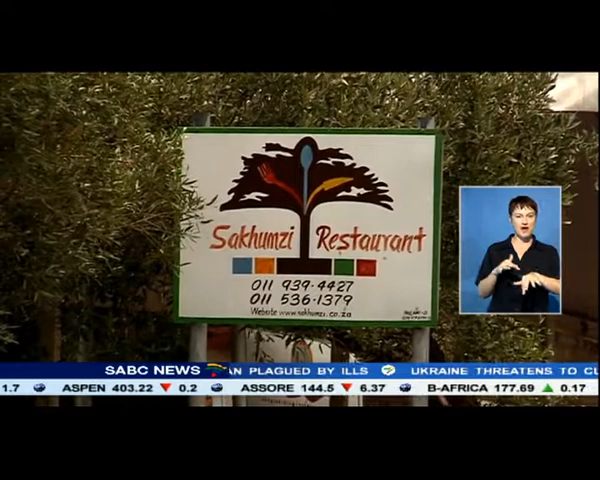 Sakhumzi Restaurant
011 939-4427
011 536-1379
Website www.sakhumzi.co.za
SABC NEWS AN PLAGUED BY ILLS UKRAINE THREATENS TO CU
1.7 ASPEN 403.22 0.2 ASSORE 144.5 6.37 B-AFRICA 177.69 0.17